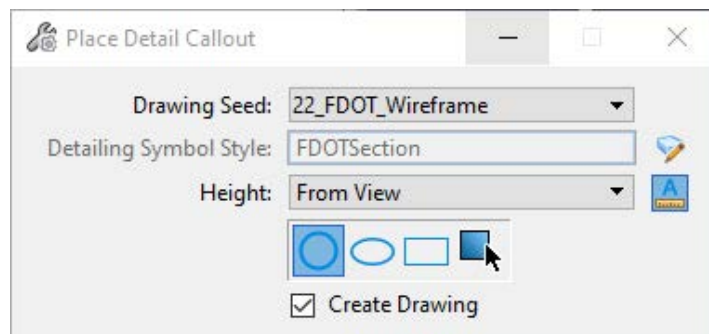 Place Detail Callout
Drawing Seed: 22_FDOT_Wireframe
Detailing Symbol Style: FDOTSection
Height: From View
A
Create Drawing